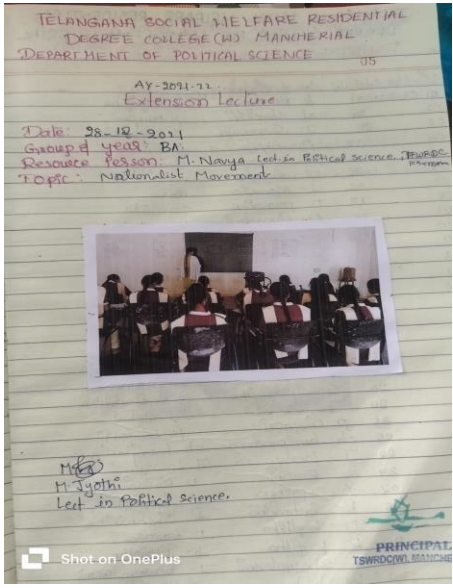 TELANGANA SOCIAL WELFARE RESIDENTIAL
DEGREE COLLEGE (W) MANCHERIAL
DEPARTMENT OF POLITICAL SCIENCE
05
AY-2021-22
Extension Lecture
Date: 28-12-2021
Group & year: BA.
Resource Person: M. Navya Lect in Political science, TSWRDC
Topic: Nationalist Movement
M. Jyothi
Lect in Political Science.
PRINCIPAL
TSWRDC(W), MANCHE
Shot on OnePlus